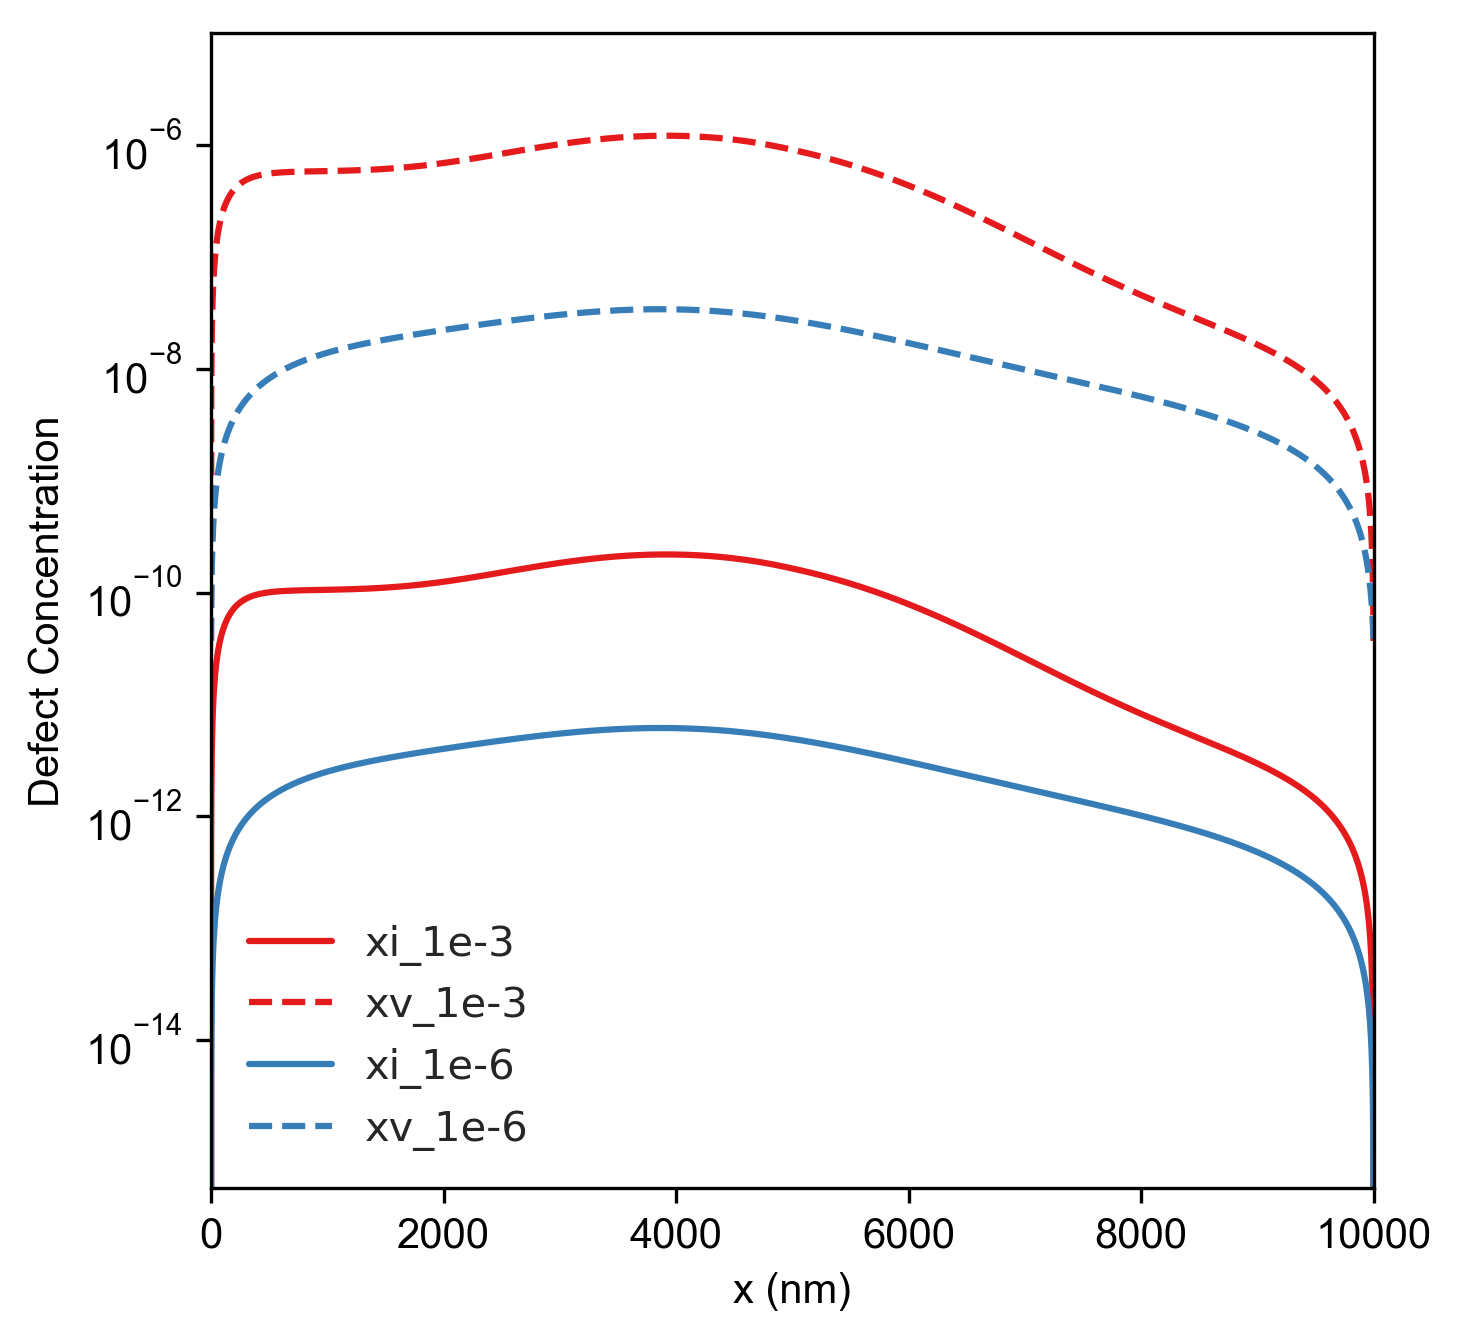 10⁻⁶
10⁻⁸
10⁻¹⁰
10⁻¹²
10⁻¹⁴
Defect Concentration
xi_1e-3
xv_1e-3
xi_1e-6
xv_1e-6
0 2000 4000 6000 8000 10000
x (nm)